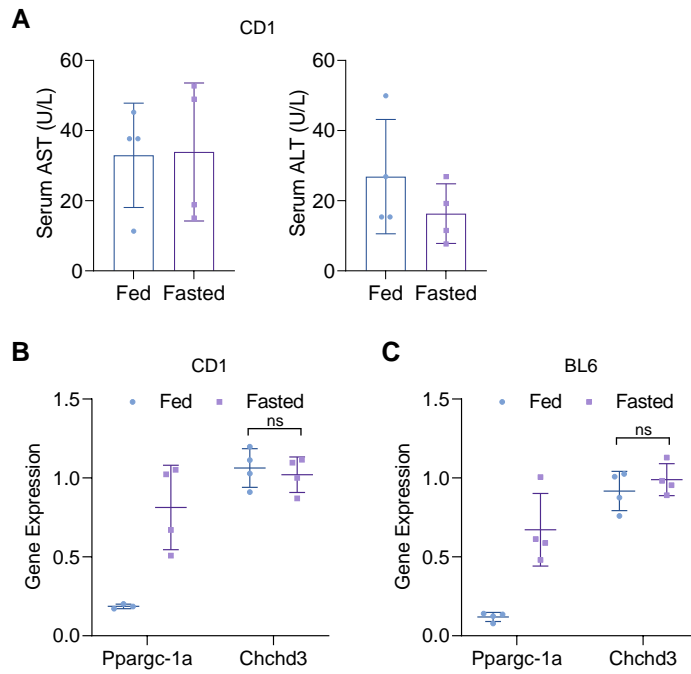 A
CD1
Serum AST (U/L)
60
40
20
0
Fed Fasted
Serum ALT (U/L)
60
40
20
0
Fed Fasted
B
CD1
Fed Fasted
Gene Expression
1.5
1.0
0.5
0.0
ns
Ppargc-1a Chchd3
C
BL6
Fed Fasted
Gene Expression
1.5
1.0
0.5
0.0
ns
Ppargc-1a Chchd3